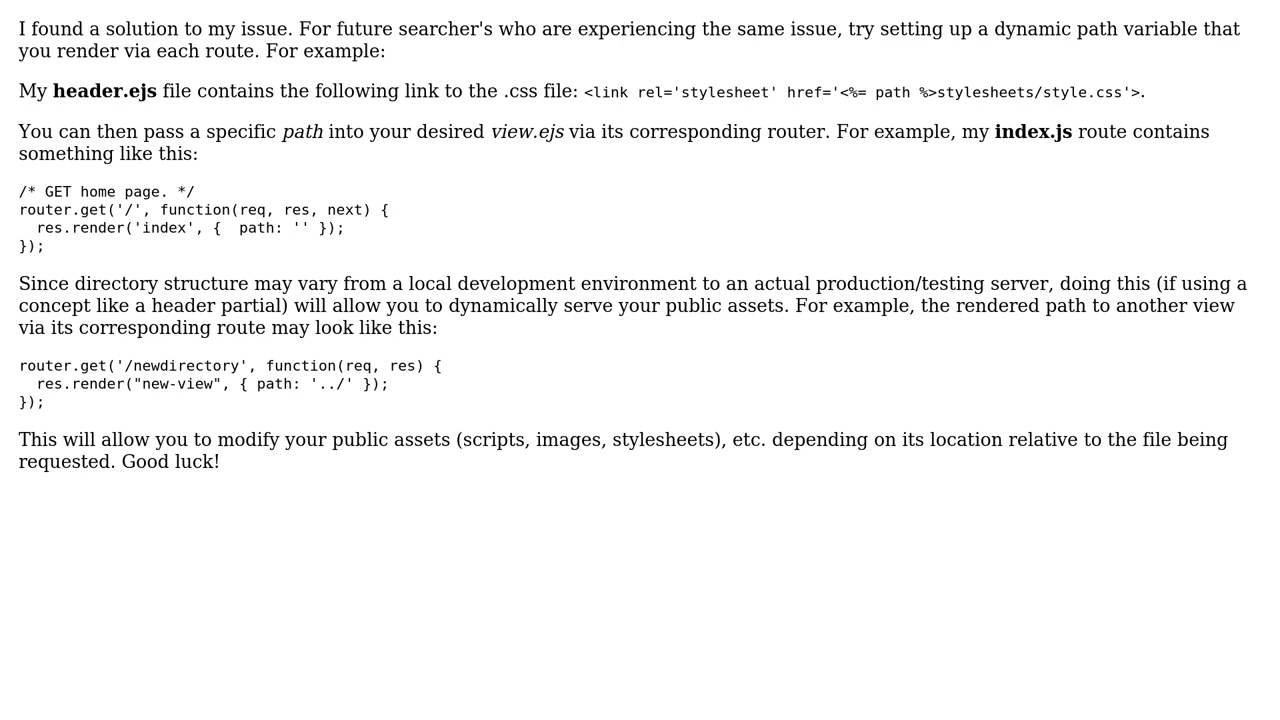 I found a solution to my issue. For future searcher's who are experiencing the same issue, try setting up a dynamic path variable that
you render via each route. For example:
My header.ejs file contains the following link to the .css file: <link rel='stylesheet' href='<%= path %>stylesheets/style.css'>.
You can then pass a specific path into your desired view.ejs via its corresponding router. For example, my index.js route contains
something like this:
/* GET home page. */
router.get('/', function(req, res, next) {
  res.render('index', {  path: '' });
});
Since directory structure may vary from a local development environment to an actual production/testing server, doing this (if using a
concept like a header partial) will allow you to dynamically serve your public assets. For example, the rendered path to another view
via its corresponding route may look like this:
router.get('/newdirectory', function(req, res) {
  res.render("new-view", { path: '../' });
});
This will allow you to modify your public assets (scripts, images, stylesheets), etc. depending on its location relative to the file being
requested. Good luck!